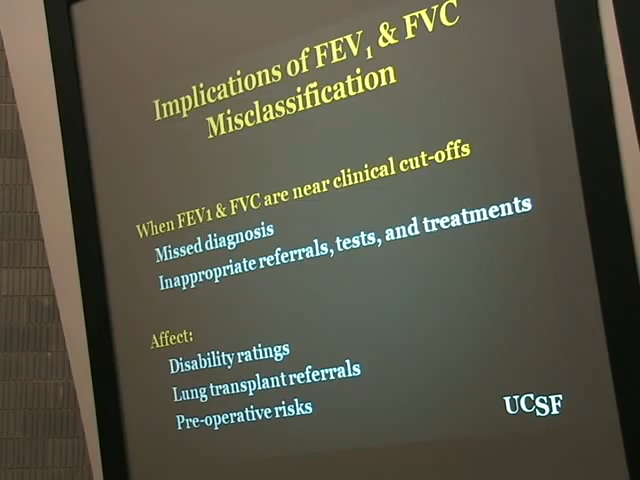 Implications of FEV₁ & FVC
Misclassification
When FEV1 & FVC are near clinical cut-offs
Missed diagnosis
Inappropriate referrals, tests, and treatments
Affect:
Disability ratings
Lung transplant referrals
Pre-operative risks
UCSF